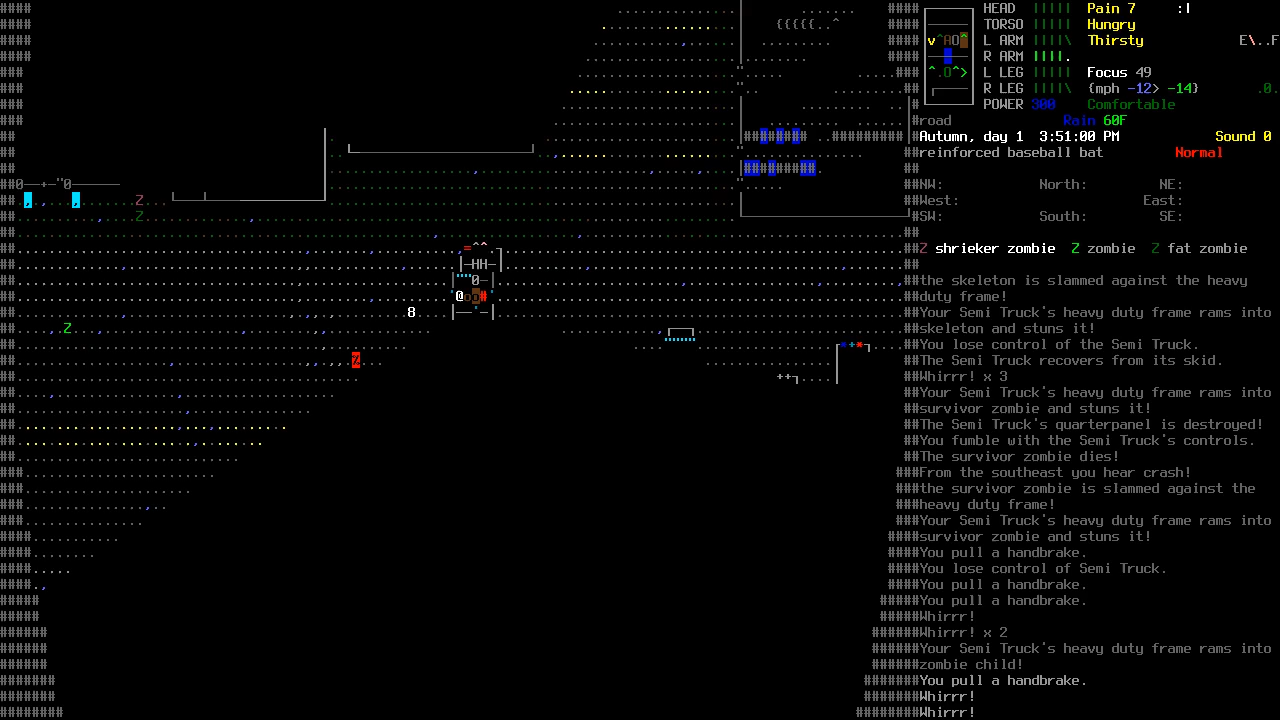 HEAD ||||| Pain 7 :|
TORSO ||||| Hungry
L ARM ||||\ Thirsty E\..F
R ARM ||||.
L LEG ||||| Focus 49
R LEG ||||\ {mph -12> -14} .0.
POWER 300 Comfortable
road Rain 60F
Autumn, day 1 3:51:00 PM Sound 0
reinforced baseball bat Normal
NW: North: NE:
West: East:
SW: South: SE:
Z shrieker zombie Z zombie Z fat zombie
the skeleton is slammed against the heavy
duty frame!
Your Semi Truck's heavy duty frame rams into
skeleton and stuns it!
You lose control of the Semi Truck.
The Semi Truck recovers from its skid.
Whirrr! x 3
Your Semi Truck's heavy duty frame rams into
survivor zombie and stuns it!
The Semi Truck's quarterpanel is destroyed!
You fumble with the Semi Truck's controls.
The survivor zombie dies!
From the southeast you hear crash!
the survivor zombie is slammed against the
heavy duty frame!
Your Semi Truck's heavy duty frame rams into
survivor zombie and stuns it!
You pull a handbrake.
You lose control of Semi Truck.
You pull a handbrake.
You pull a handbrake.
Whirrr!
Whirrr! x 2
Your Semi Truck's heavy duty frame rams into
zombie child!
You pull a handbrake.
Whirrr!
Whirrr!